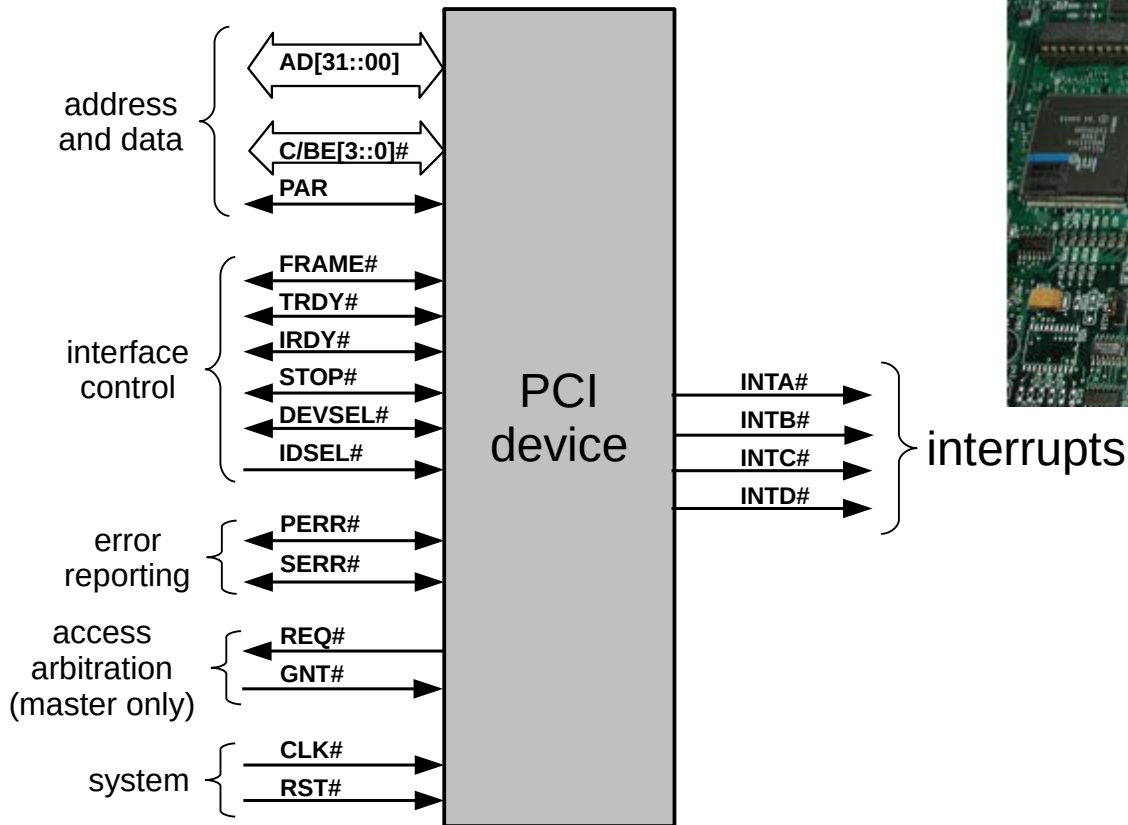 address
and data
AD[31::00]
C/BE[3::0]#
PAR
interface
control
FRAME#
TRDY#
IRDY#
STOP#
DEVSEL#
IDSEL#
error
reporting
PERR#
SERR#
access
arbitration
(master only)
REQ#
GNT#
system
CLK#
RST#
PCI
device
INTA#
INTB#
INTC#
INTD#
interrupts
int